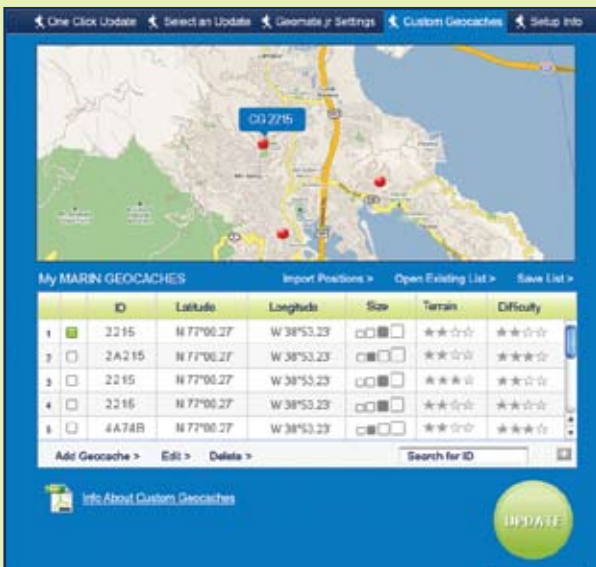 One Click Update Select an Update Geomate.jr Settings Custom Geocaches Setup Info
CG 2215
My MARIN GEOCACHES Import Positions > Open Existing List > Save List >
ID Latitude Longitude Size Terrain Difficulty
1 2215 N 77°00.27' W 38°53.23'
2 2A215 N 77°00.27' W 38°53.23'
3 2215 N 77°00.27' W 38°53.23'
4 2216 N 77°00.27' W 38°53.23'
5 4A74B N 77°00.27' W 38°53.23'
Add Geocache > Edit > Delete > Search for ID
Info About Custom Geocaches
UPDATE